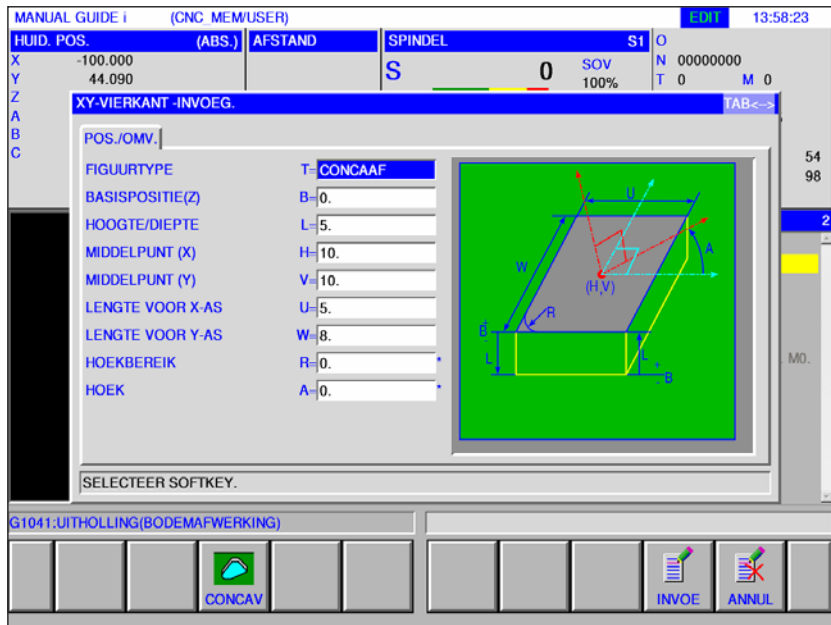 MANUAL GUIDE i (CNC_MEM/USER) EDIT 13:58:23
HUID. POS. (ABS.) AFSTAND SPINDEL S1 O
X -100.000 S 0 SOV N 00000000
Y 44.090 100% T 0 M 0
Z
A
B
C
54
98
2
M0.
XY-VIERKANT -INVOEG. TAB<-->
POS./OMV.
FIGUURTYPE T= CONCAAF
BASISPOSITIE(Z) B= 0.
HOOGTE/DIEPTE L= 5.
MIDDELPUNT (X) H= 10.
MIDDELPUNT (Y) V= 10.
LENGTE VOOR X-AS U= 5.
LENGTE VOOR Y-AS W= 8.
HOEKBEREIK R= 0. *
HOEK A= 0. *
U
A
W
(H,V)
R
B + -
L
L
+
- B
SELECTEER SOFTKEY.
G1041:UITHOLLING(BODEMAFWERKING)
CONCAV INVOE ANNUL